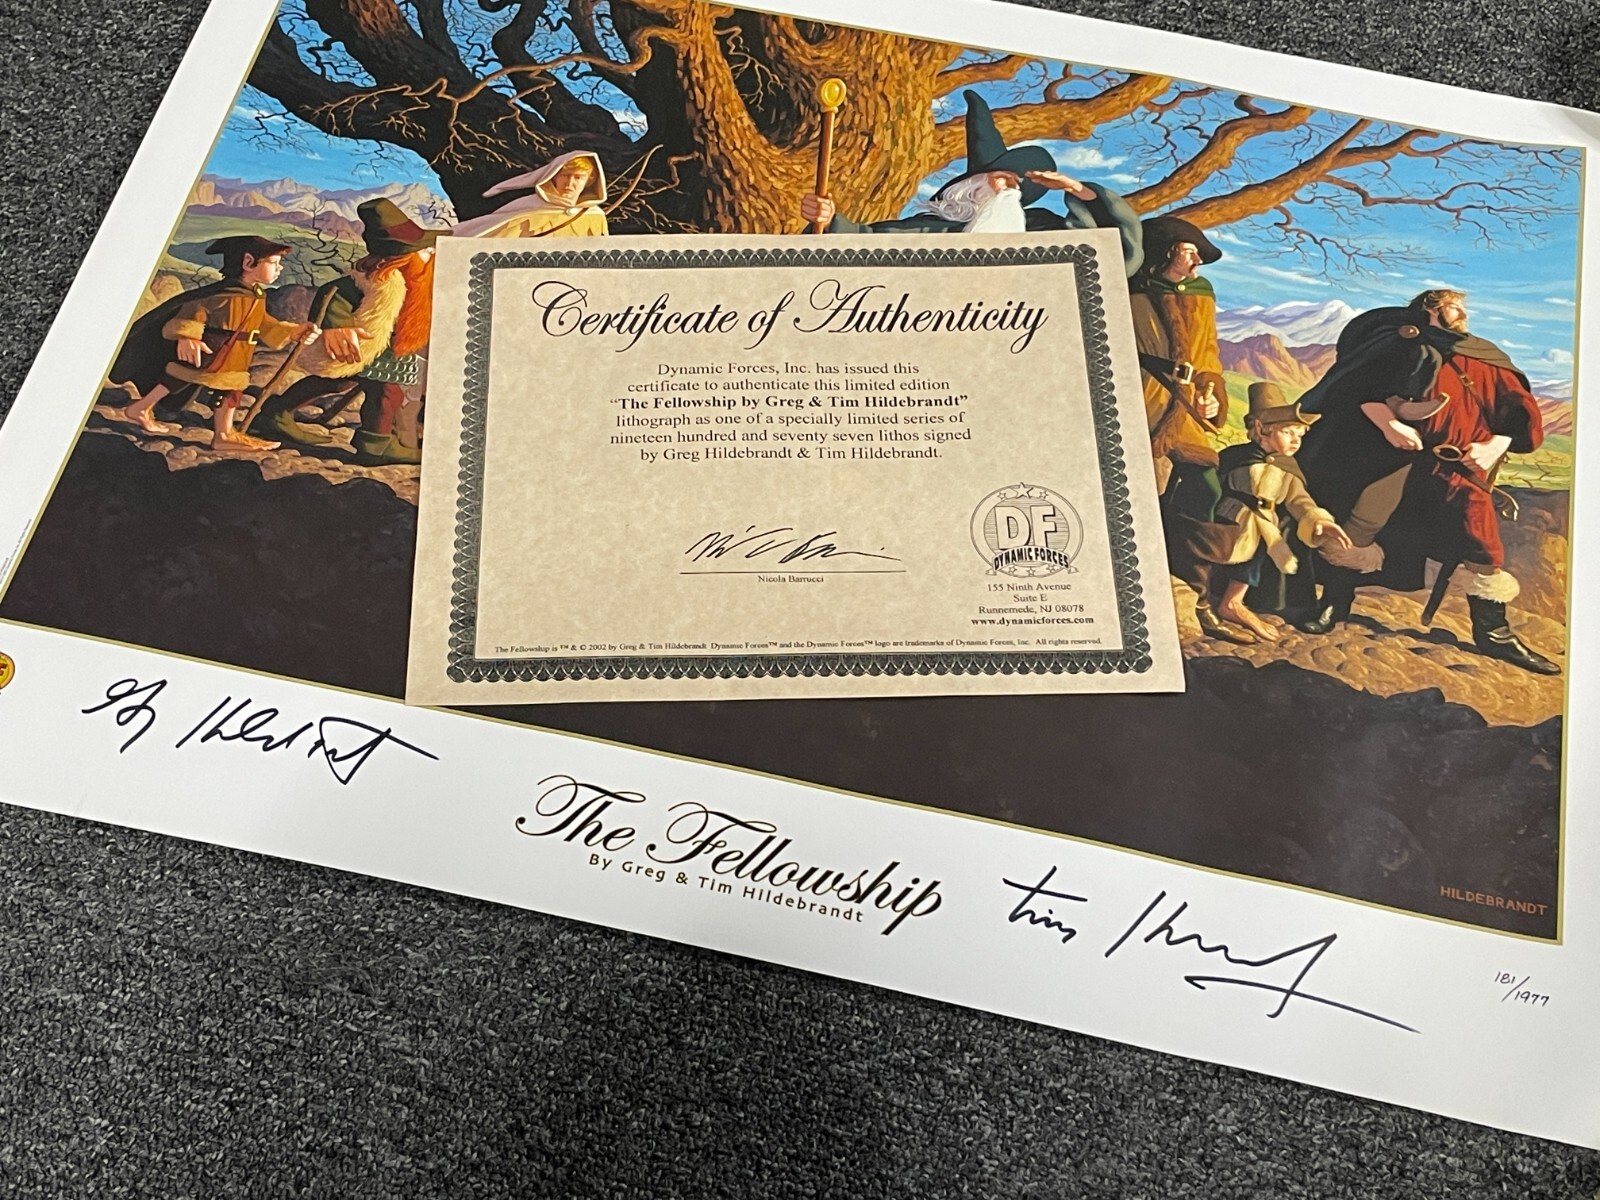 Certificate of Authenticity
Dynamic Forces, Inc. has issued this
certificate to authenticate this limited edition
"The Fellowship by Greg & Tim Hildebrandt"
lithograph as one of a specially limited series of
nineteen hundred and seventy seven lithos signed
by Greg Hildebrandt & Tim Hildebrandt.
Nicola Barrucci
DF
DYNAMIC FORCES
155 Ninth Avenue
Suite E
Runnemede, NJ 08078
www.dynamicforces.com
The Fellowship is ™ & © 2002 by Greg & Tim Hildebrandt Dynamic Forces™ and the Dynamic Forces™ logo are trademarks of Dynamic Forces, Inc. All rights reserved.
HILDEBRANDT
Greg Hildebrandt
The Fellowship
By Greg & Tim Hildebrandt
Tim Hildebrandt
181/1977